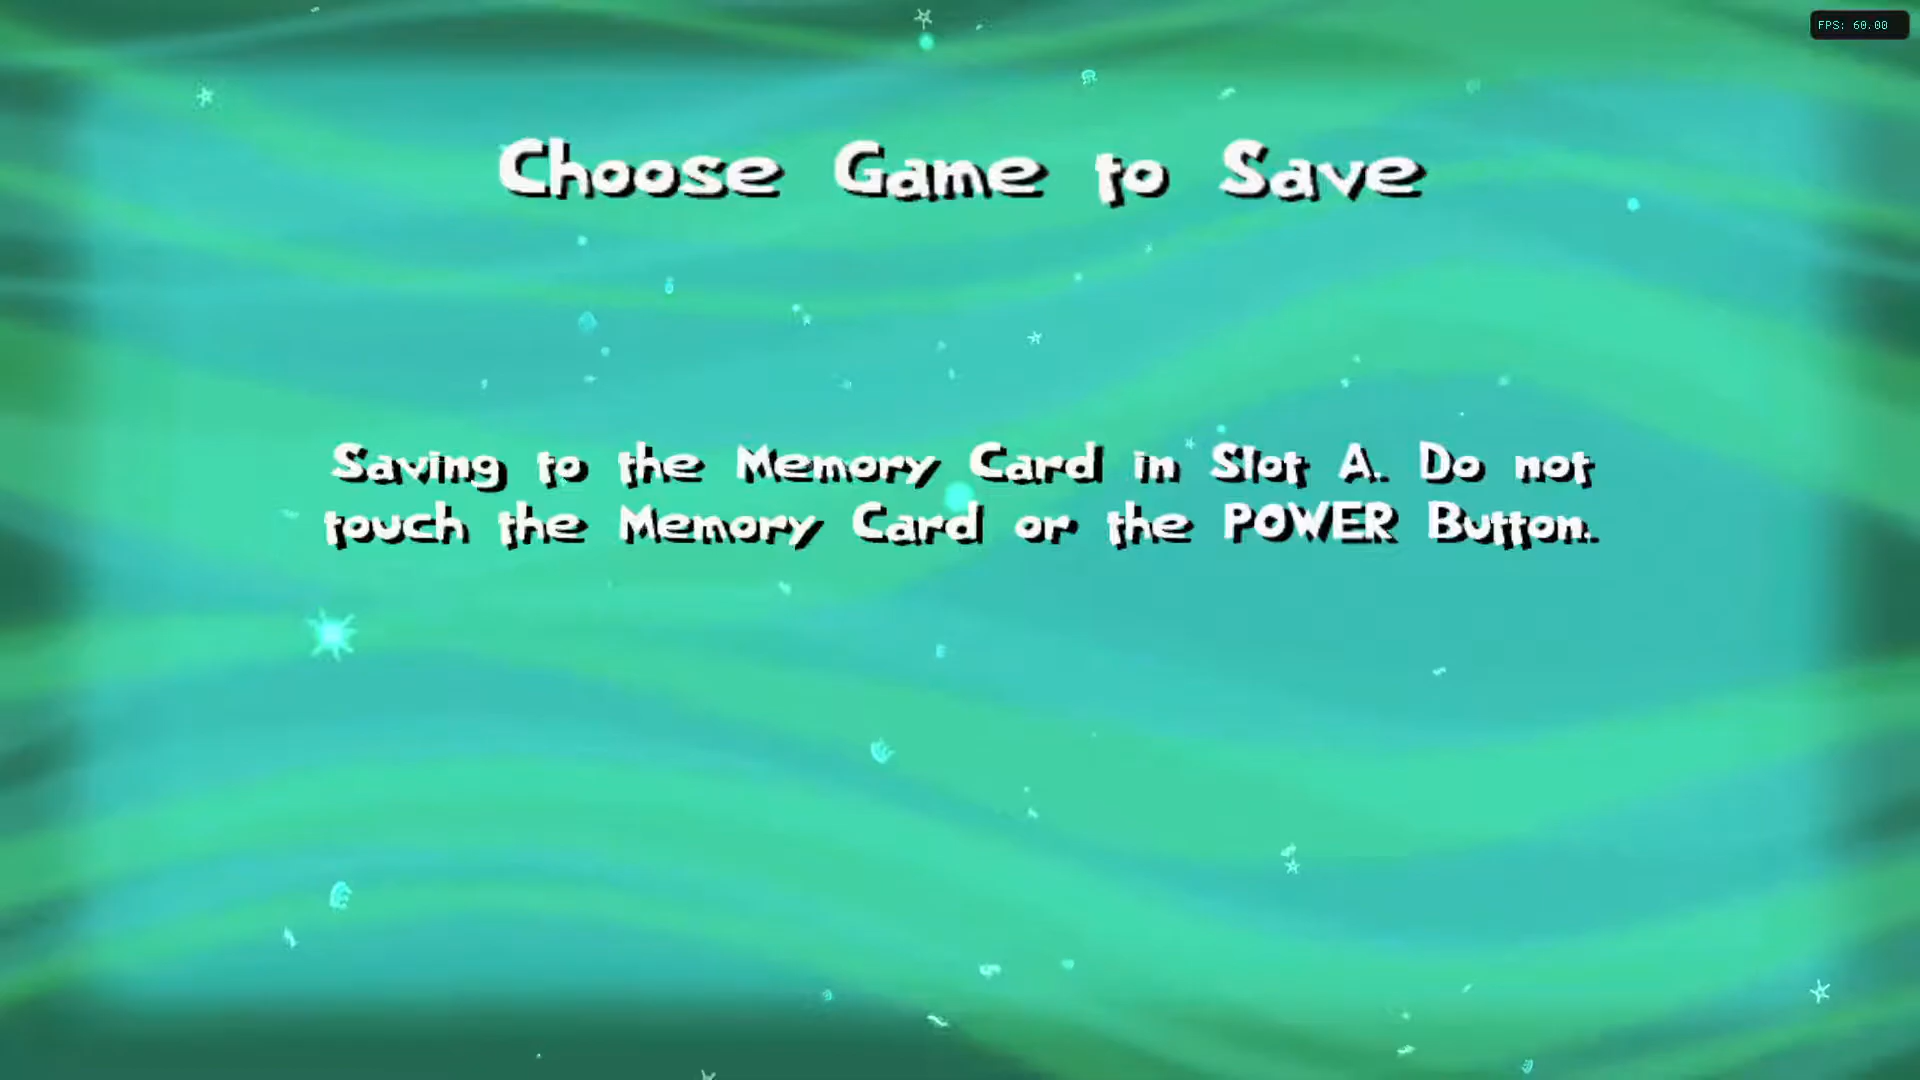 FPS: 60.00
Choose Game to Save
Saving to the Memory Card in Slot A. Do not
touch the Memory Card or the POWER Button.